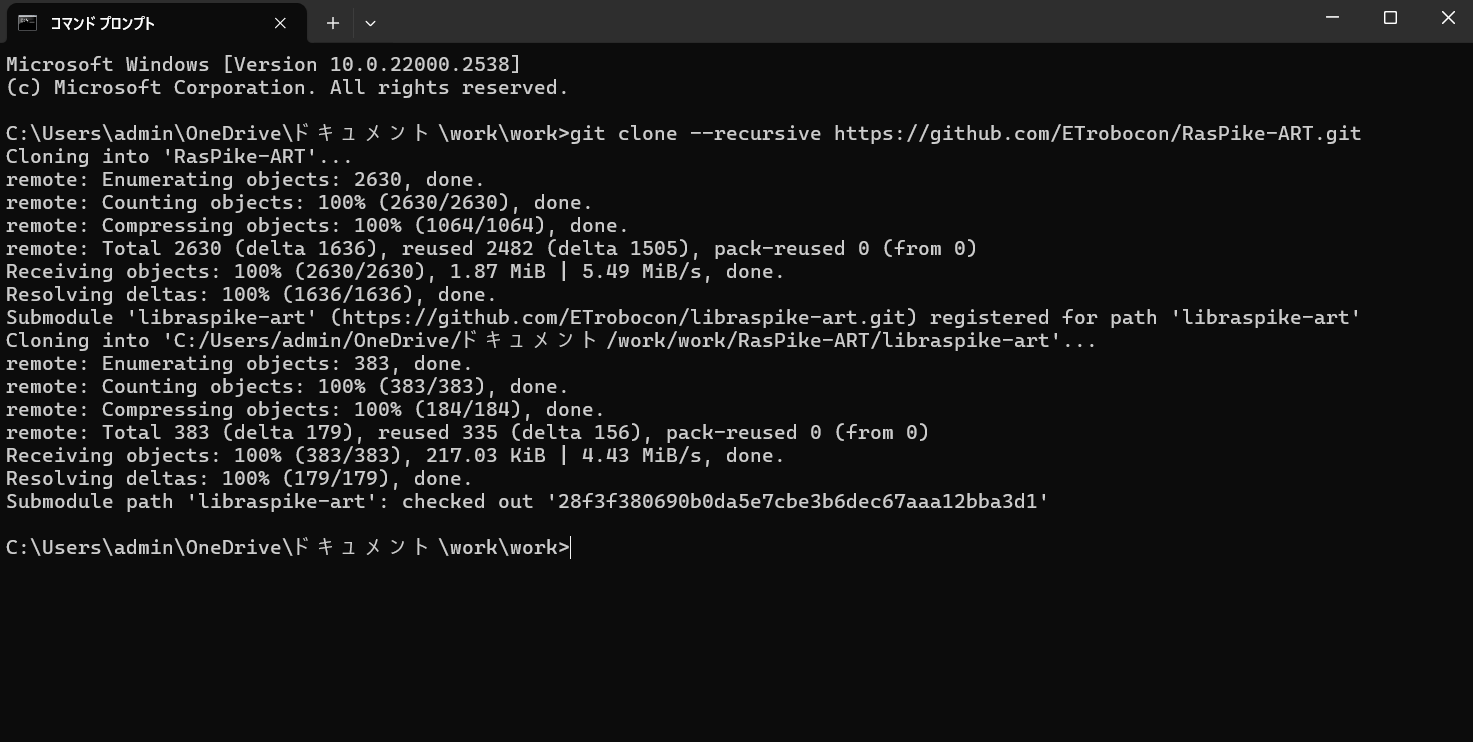 コマンド プロンプト
Microsoft Windows [Version 10.0.22000.2538]
(c) Microsoft Corporation. All rights reserved.
C:\Users\admin\OneDrive\ドキュメント\work\work>git clone --recursive https://github.com/ETrobocon/RasPike-ART.git
Cloning into 'RasPike-ART'...
remote: Enumerating objects: 2630, done.
remote: Counting objects: 100% (2630/2630), done.
remote: Compressing objects: 100% (1064/1064), done.
remote: Total 2630 (delta 1636), reused 2482 (delta 1505), pack-reused 0 (from 0)
Receiving objects: 100% (2630/2630), 1.87 MiB | 5.49 MiB/s, done.
Resolving deltas: 100% (1636/1636), done.
Submodule 'libraspike-art' (https://github.com/ETrobocon/libraspike-art.git) registered for path 'libraspike-art'
Cloning into 'C:/Users/admin/OneDrive/ドキュメント/work/work/RasPike-ART/libraspike-art'...
remote: Enumerating objects: 383, done.
remote: Counting objects: 100% (383/383), done.
remote: Compressing objects: 100% (184/184), done.
remote: Total 383 (delta 179), reused 335 (delta 156), pack-reused 0 (from 0)
Receiving objects: 100% (383/383), 217.03 KiB | 4.43 MiB/s, done.
Resolving deltas: 100% (179/179), done.
Submodule path 'libraspike-art': checked out '28f3f380690b0da5e7cbe3b6dec67aaa12bba3d1'
C:\Users\admin\OneDrive\ドキュメント\work\work>